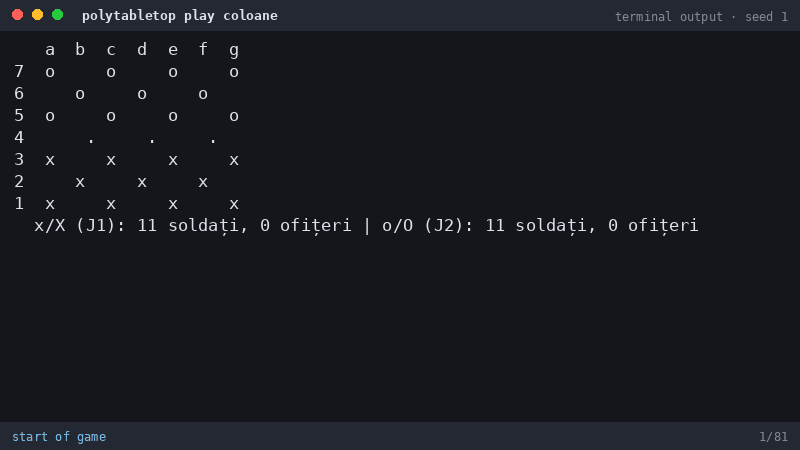 polytabletop play coloane
terminal output · seed 1
a b c d e f g
7 o o o o
6 o o o
5 o o o o
4 . . .
3 x x x x
2 x x x
1 x x x x
x/X (J1): 11 soldați, 0 ofițeri | o/O (J2): 11 soldați, 0 ofițeri
start of game
1/81